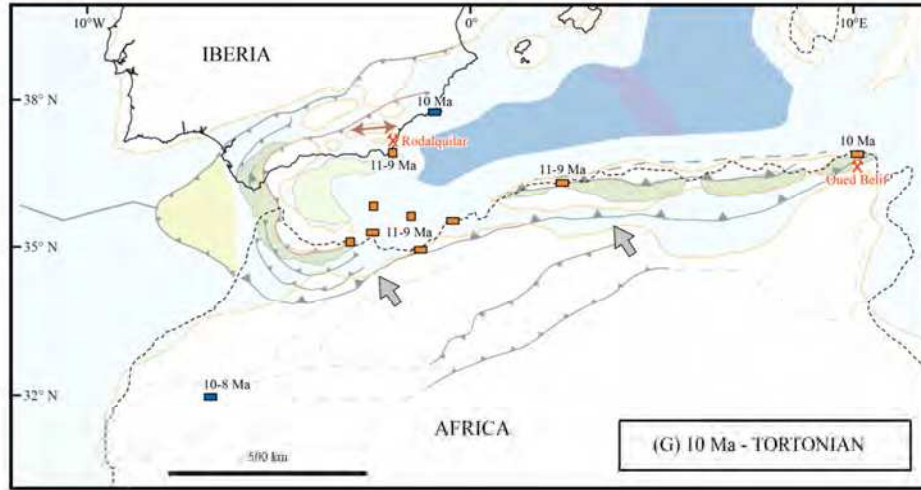 10°W
0°
10°E
IBERIA
38° N
10 Ma
Rodalquilar
11-9 Ma
10 Ma
Oued Belif
11-9 Ma
11-9 Ma
35° N
10-8 Ma
32° N
AFRICA
(G) 10 Ma - TORTONIAN
500 km